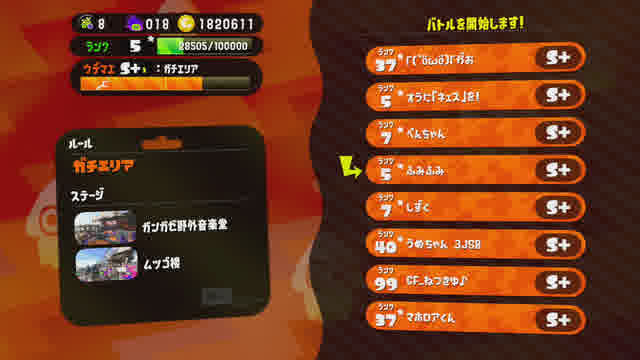 8 018 1820611
ランク 5★ 28505/100000
ウデマエ S+ : ガチエリア
ルール
ガチエリア
ステージ
ガンガゼ野外音楽堂
ムツゴ楼
バトルを開始します!
ランク 37★ S+
ランク 5★ オラに「チェス」を! S+
ランク 7★ べんちゃん S+
ランク 5★ ふみふみ S+
ランク 7★ しずく S+
ランク 40★ うめちゃん 3JSB S+
ランク 99 GF_ねつきゆ♪ S+
ランク 37★ マホロアくん S+